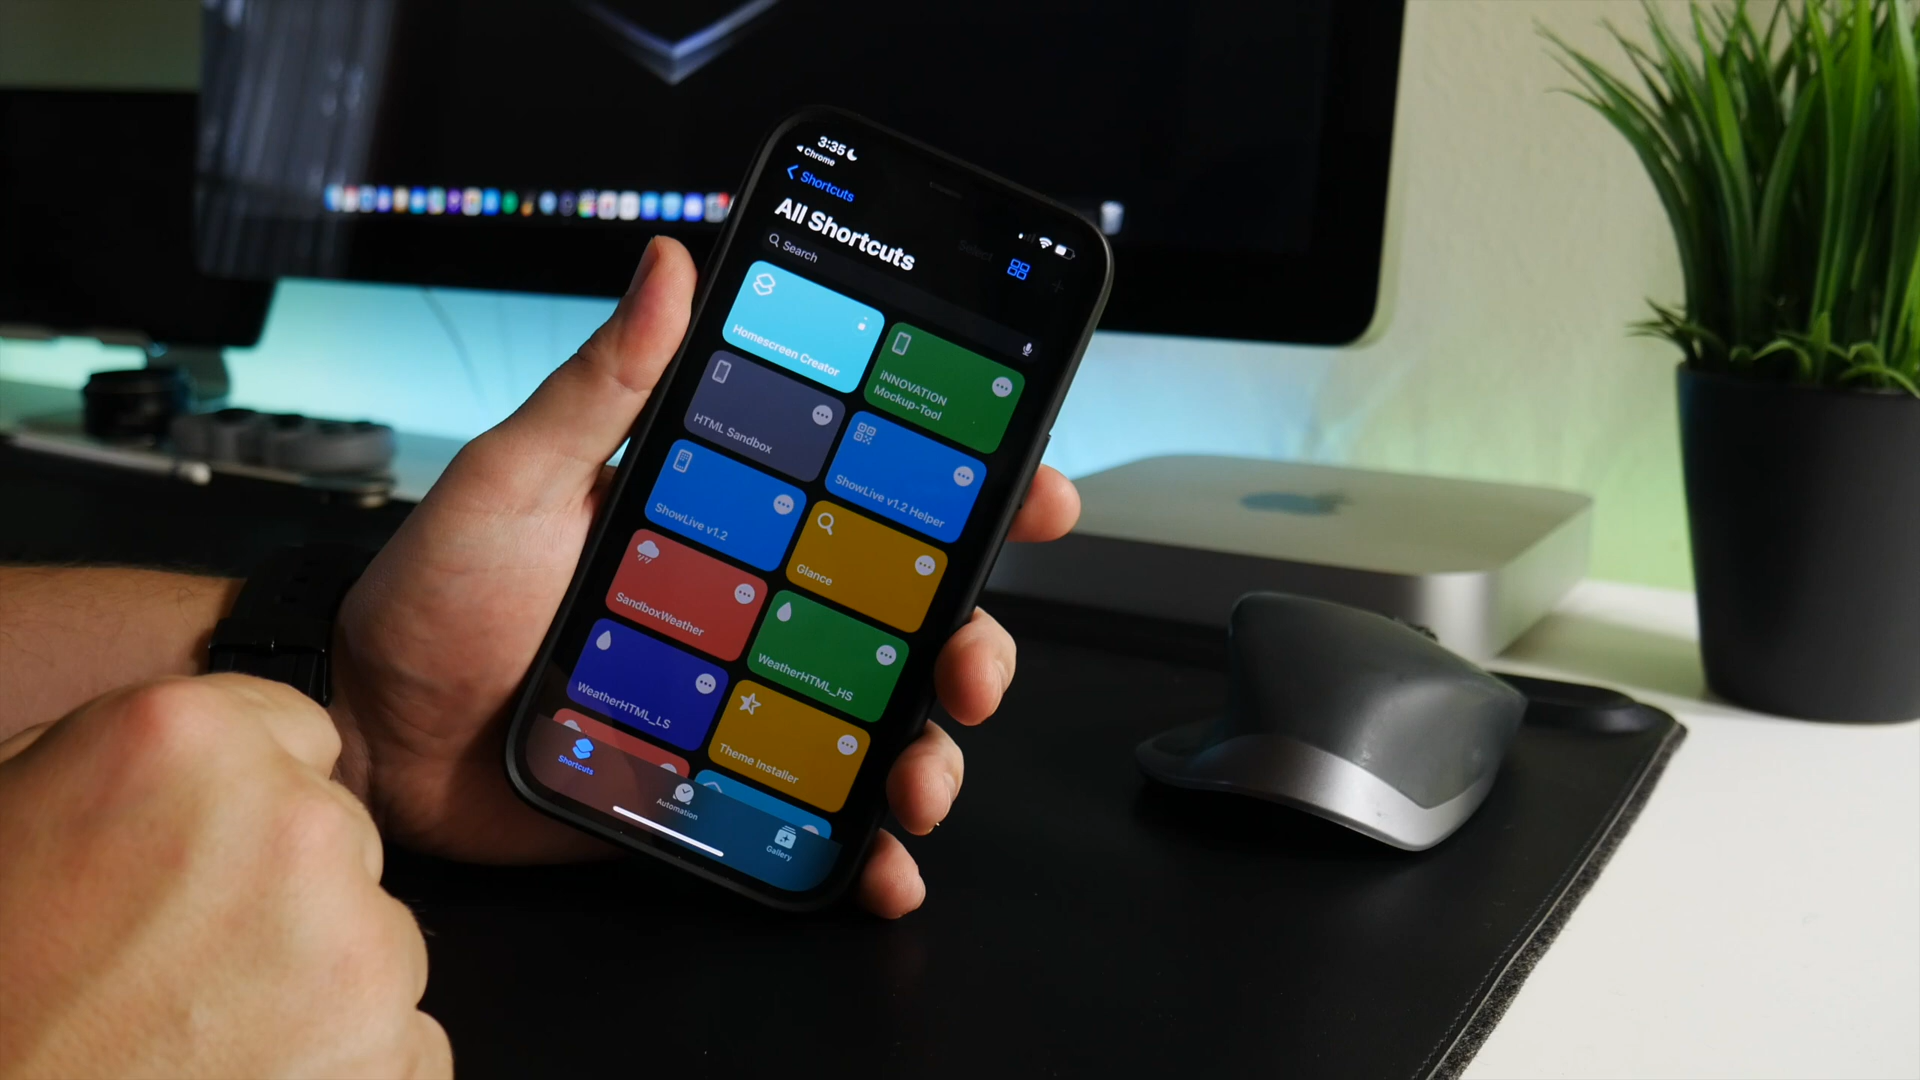 3:35
Chrome
Shortcuts
All Shortcuts
Select
Search
Homescreen Creator
iNNOVATION
Mockup-Tool
HTML Sandbox
ShowLive v1.2 Helper
ShowLive v1.2
Glance
SandboxWeather
WeatherHTML_HS
WeatherHTML_LS
Theme Installer
Shortcuts
Automation
Gallery